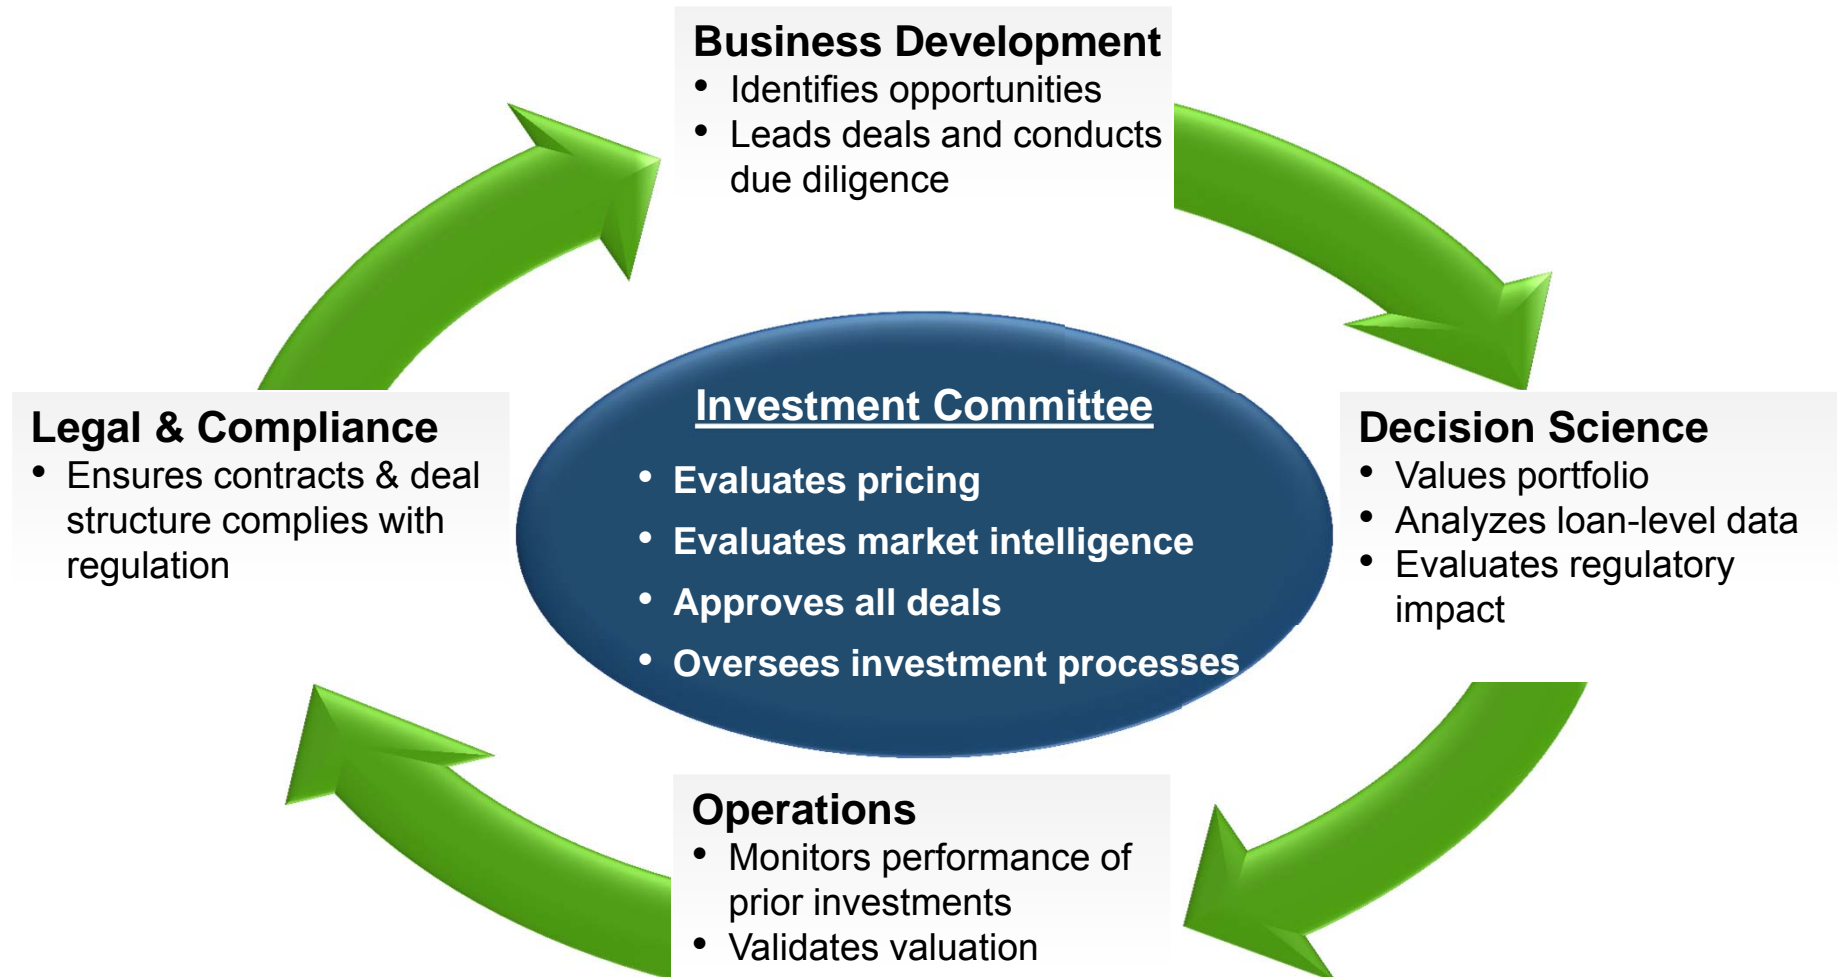 Business Development
• Identifies opportunities
• Leads deals and conducts
due diligence
Legal & Compliance
• Ensures contracts & deal
structure complies with
regulation
Investment Committee
• Evaluates pricing
• Evaluates market intelligence
• Approves all deals
• Oversees investment processes
Decision Science
• Values portfolio
• Analyzes loan-level data
• Evaluates regulatory
impact
Operations
• Monitors performance of
prior investments
• Validates valuation